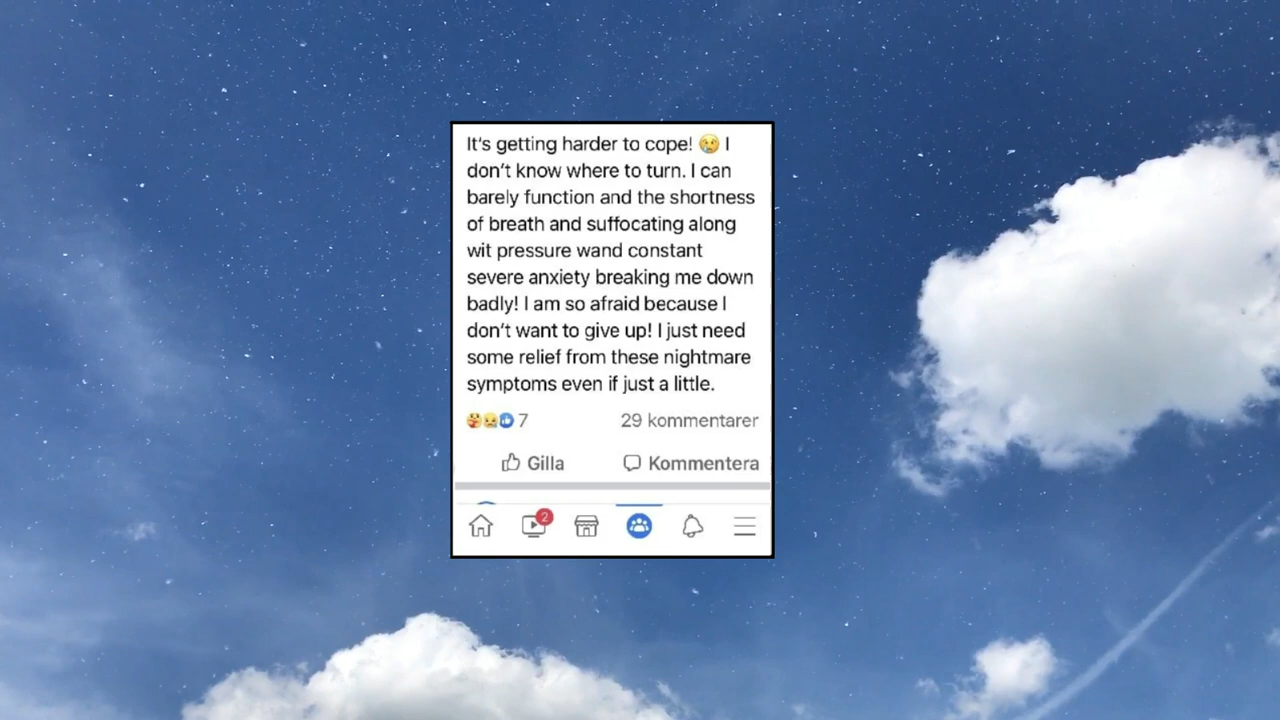 It's getting harder to cope! 😢 I
don't know where to turn. I can
barely function and the shortness
of breath and suffocating along
wit pressure wand constant
severe anxiety breaking me down
badly! I am so afraid because I
don't want to give up! I just need
some relief from these nightmare
symptoms even if just a little.
7 29 kommentarer
Gilla Kommentera
2